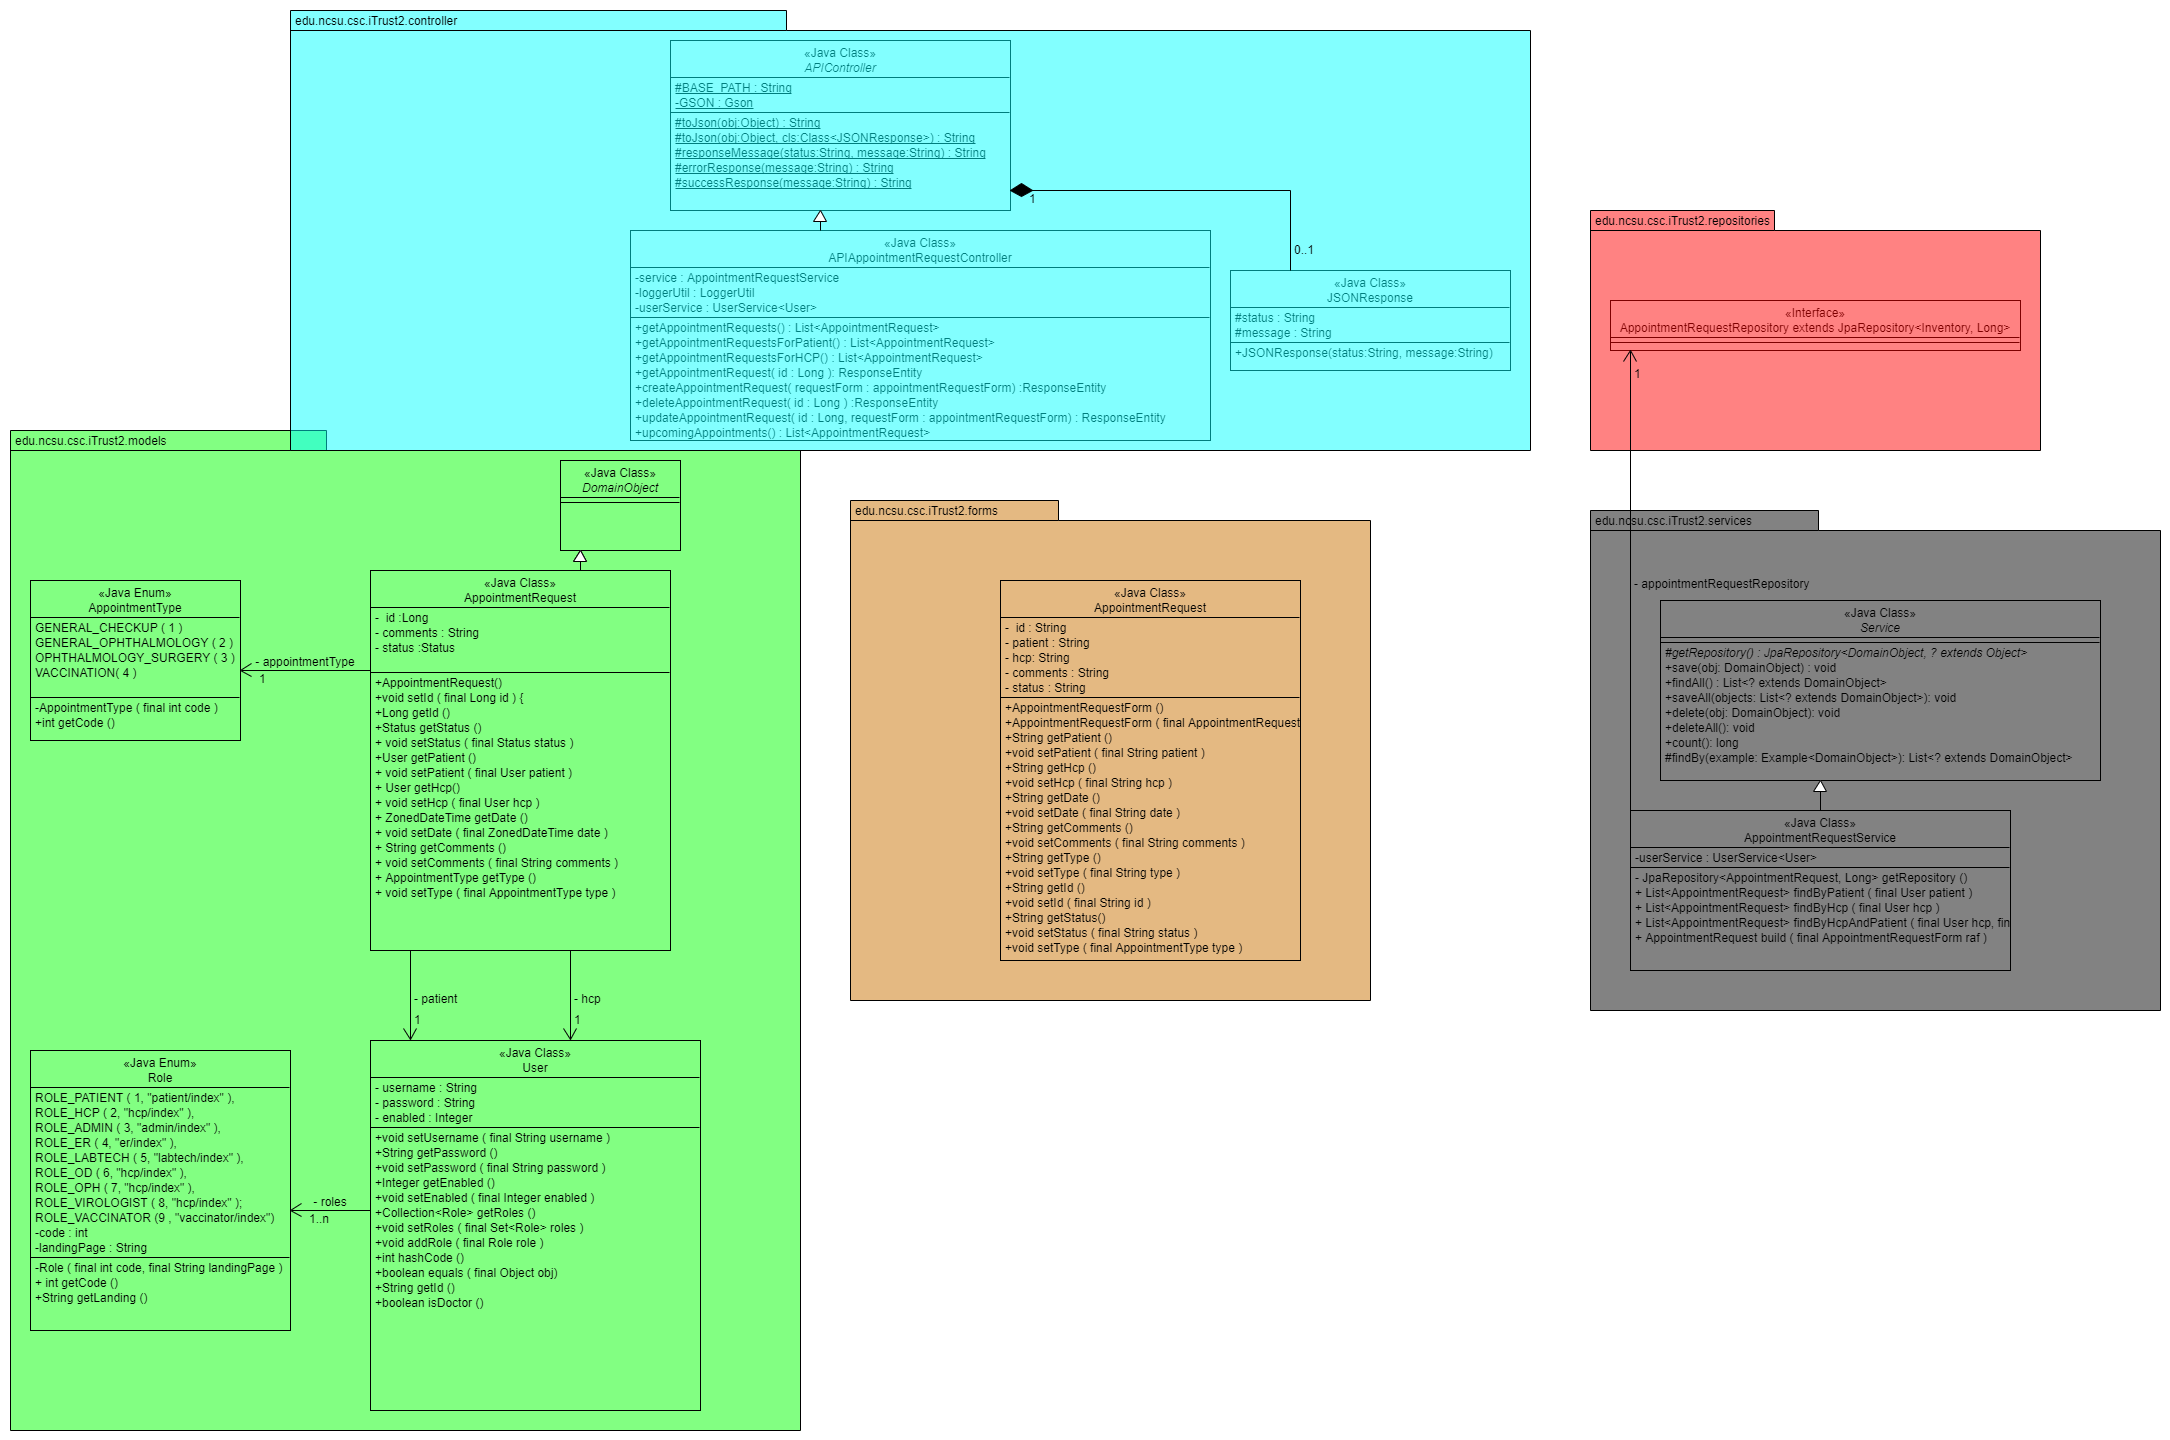 edu.ncsu.csc.iTrust2.controller
«Java Class»
APIController
#BASE_PATH : String
-GSON : Gson
#toJson(obj:Object) : String
#toJson(obj:Object, cls:Class<JSONResponse>) : String
#responseMessage(status:String, message:String) : String
#errorResponse(message:String) : String
#successResponse(message:String) : String
1
0..1
«Java Class»
APIAppointmentRequestController
-service : AppointmentRequestService
-loggerUtil : LoggerUtil
-userService : UserService<User>
+getAppointmentRequests() : List<AppointmentRequest>
+getAppointmentRequestsForPatient() : List<AppointmentRequest>
+getAppointmentRequestsForHCP() : List<AppointmentRequest>
+getAppointmentRequest( id : Long ): ResponseEntity
+createAppointmentRequest( requestForm : appointmentRequestForm) :ResponseEntity
+deleteAppointmentRequest( id : Long ) :ResponseEntity
+updateAppointmentRequest( id : Long, requestForm : appointmentRequestForm) : ResponseEntity
+upcomingAppointments() : List<AppointmentRequest>
«Java Class»
JSONResponse
#status : String
#message : String
+JSONResponse(status:String, message:String)
edu.ncsu.csc.iTrust2.repositories
«Interface»
AppointmentRequestRepository extends JpaRepository<Inventory, Long>
1
edu.ncsu.csc.iTrust2.models
«Java Class»
DomainObject
«Java Enum»
AppointmentType
GENERAL_CHECKUP ( 1 )
GENERAL_OPHTHALMOLOGY ( 2 )
OPHTHALMOLOGY_SURGERY ( 3 )
VACCINATION( 4 )
-AppointmentType ( final int code )
+int getCode ()
- appointmentType
1
«Java Class»
AppointmentRequest
- id :Long
- comments : String
- status :Status
+AppointmentRequest()
+void setId ( final Long id ) {
+Long getId ()
+Status getStatus ()
+ void setStatus ( final Status status )
+User getPatient ()
+ void setPatient ( final User patient )
+ User getHcp()
+ void setHcp ( final User hcp )
+ ZonedDateTime getDate ()
+ void setDate ( final ZonedDateTime date )
+ String getComments ()
+ void setComments ( final String comments )
+ AppointmentType getType ()
+ void setType ( final AppointmentType type )
- patient
1
- hcp
1
«Java Enum»
Role
ROLE_PATIENT ( 1, "patient/index" ),
ROLE_HCP ( 2, "hcp/index" ),
ROLE_ADMIN ( 3, "admin/index" ),
ROLE_ER ( 4, "er/index" ),
ROLE_LABTECH ( 5, "labtech/index" ),
ROLE_OD ( 6, "hcp/index" ),
ROLE_OPH ( 7, "hcp/index" ),
ROLE_VIROLOGIST ( 8, "hcp/index" );
ROLE_VACCINATOR (9 , "vaccinator/index")
-code : int
-landingPage : String
-Role ( final int code, final String landingPage )
+ int getCode ()
+String getLanding ()
- roles
1..n
«Java Class»
User
- username : String
- password : String
- enabled : Integer
+void setUsername ( final String username )
+String getPassword ()
+void setPassword ( final String password )
+Integer getEnabled ()
+void setEnabled ( final Integer enabled )
+Collection<Role> getRoles ()
+void setRoles ( final Set<Role> roles )
+void addRole ( final Role role )
+int hashCode ()
+boolean equals ( final Object obj)
+String getId ()
+boolean isDoctor ()
edu.ncsu.csc.iTrust2.forms
«Java Class»
AppointmentRequest
- id : String
- patient : String
- hcp: String
- comments : String
- status : String
+AppointmentRequestForm ()
+AppointmentRequestForm ( final AppointmentRequest
+String getPatient ()
+void setPatient ( final String patient )
+String getHcp ()
+void setHcp ( final String hcp )
+String getDate ()
+void setDate ( final String date )
+String getComments ()
+void setComments ( final String comments )
+String getType ()
+void setType ( final String type )
+String getId ()
+void setId ( final String id )
+String getStatus()
+void setStatus ( final String status )
+void setType ( final AppointmentType type )
edu.ncsu.csc.iTrust2.services
- appointmentRequestRepository
«Java Class»
Service
#getRepository() : JpaRepository<DomainObject, ? extends Object>
+save(obj: DomainObject) : void
+findAll() : List<? extends DomainObject>
+saveAll(objects: List<? extends DomainObject>): void
+delete(obj: DomainObject): void
+deleteAll(): void
+count(): long
#findBy(example: Example<DomainObject>): List<? extends DomainObject>
«Java Class»
AppointmentRequestService
-userService : UserService<User>
- JpaRepository<AppointmentRequest, Long> getRepository ()
+ List<AppointmentRequest> findByPatient ( final User patient )
+ List<AppointmentRequest> findByHcp ( final User hcp )
+ List<AppointmentRequest> findByHcpAndPatient ( final User hcp, fin
+ AppointmentRequest build ( final AppointmentRequestForm raf )